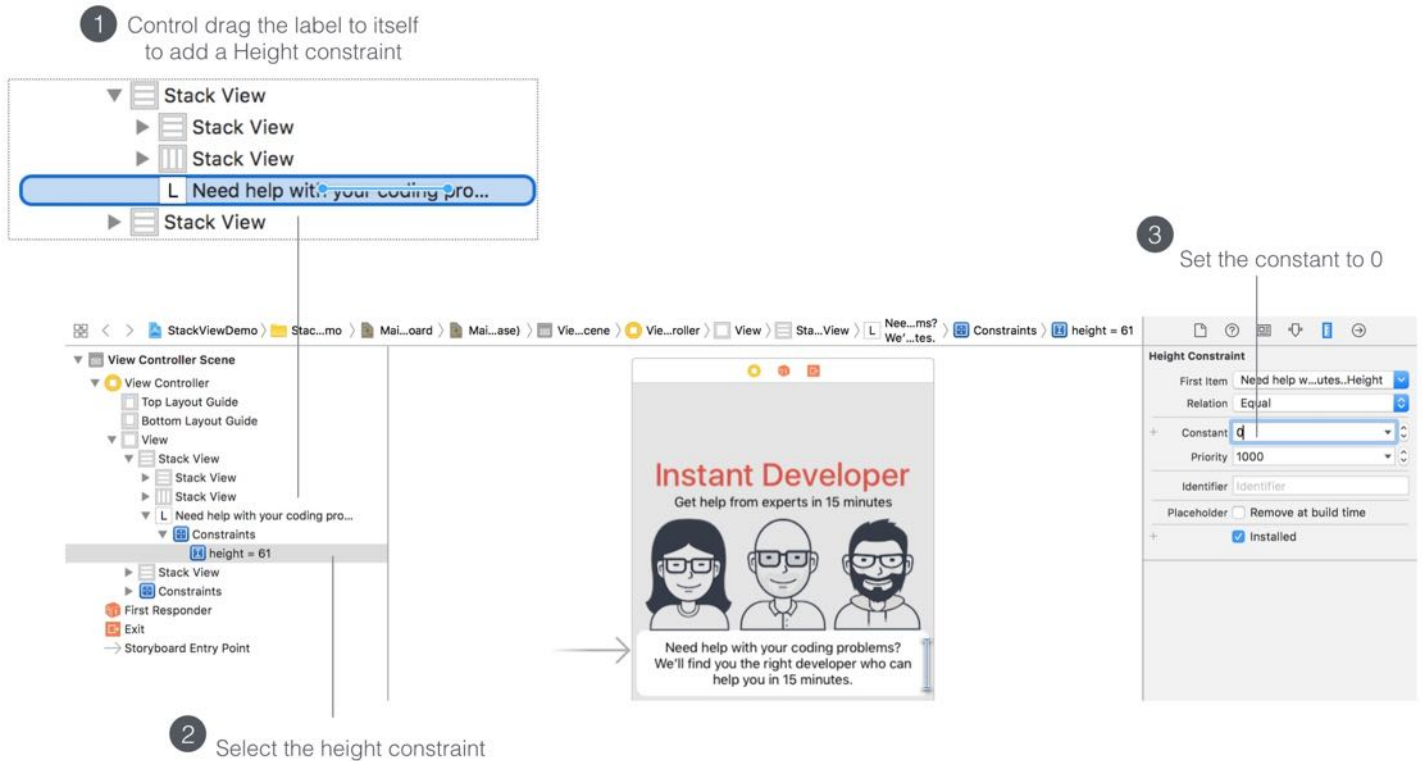 1 Control drag the label to itself
to add a Height constraint
Stack View
Stack View
Stack View
L Need help with your coding pro...
Stack View
3
Set the constant to 0
StackViewDemo Stac...mo Mai...oard Mai...ase) Vie...cene Vie...roller View Sta...View L Nee...ms? We'...tes. Constraints height = 61
View Controller Scene
View Controller
Top Layout Guide
Bottom Layout Guide
View
Stack View
Stack View
Stack View
L Need help with your coding pro...
Constraints
height = 61
Stack View
Constraints
First Responder
Exit
Storyboard Entry Point
Instant Developer
Get help from experts in 15 minutes
Need help with your coding problems?
We'll find you the right developer who can
help you in 15 minutes.
Height Constraint
First Item Need help w...utes..Height
Relation Equal
Constant 0
Priority 1000
Identifier Identifier
Placeholder Remove at build time
Installed
2 Select the height constraint